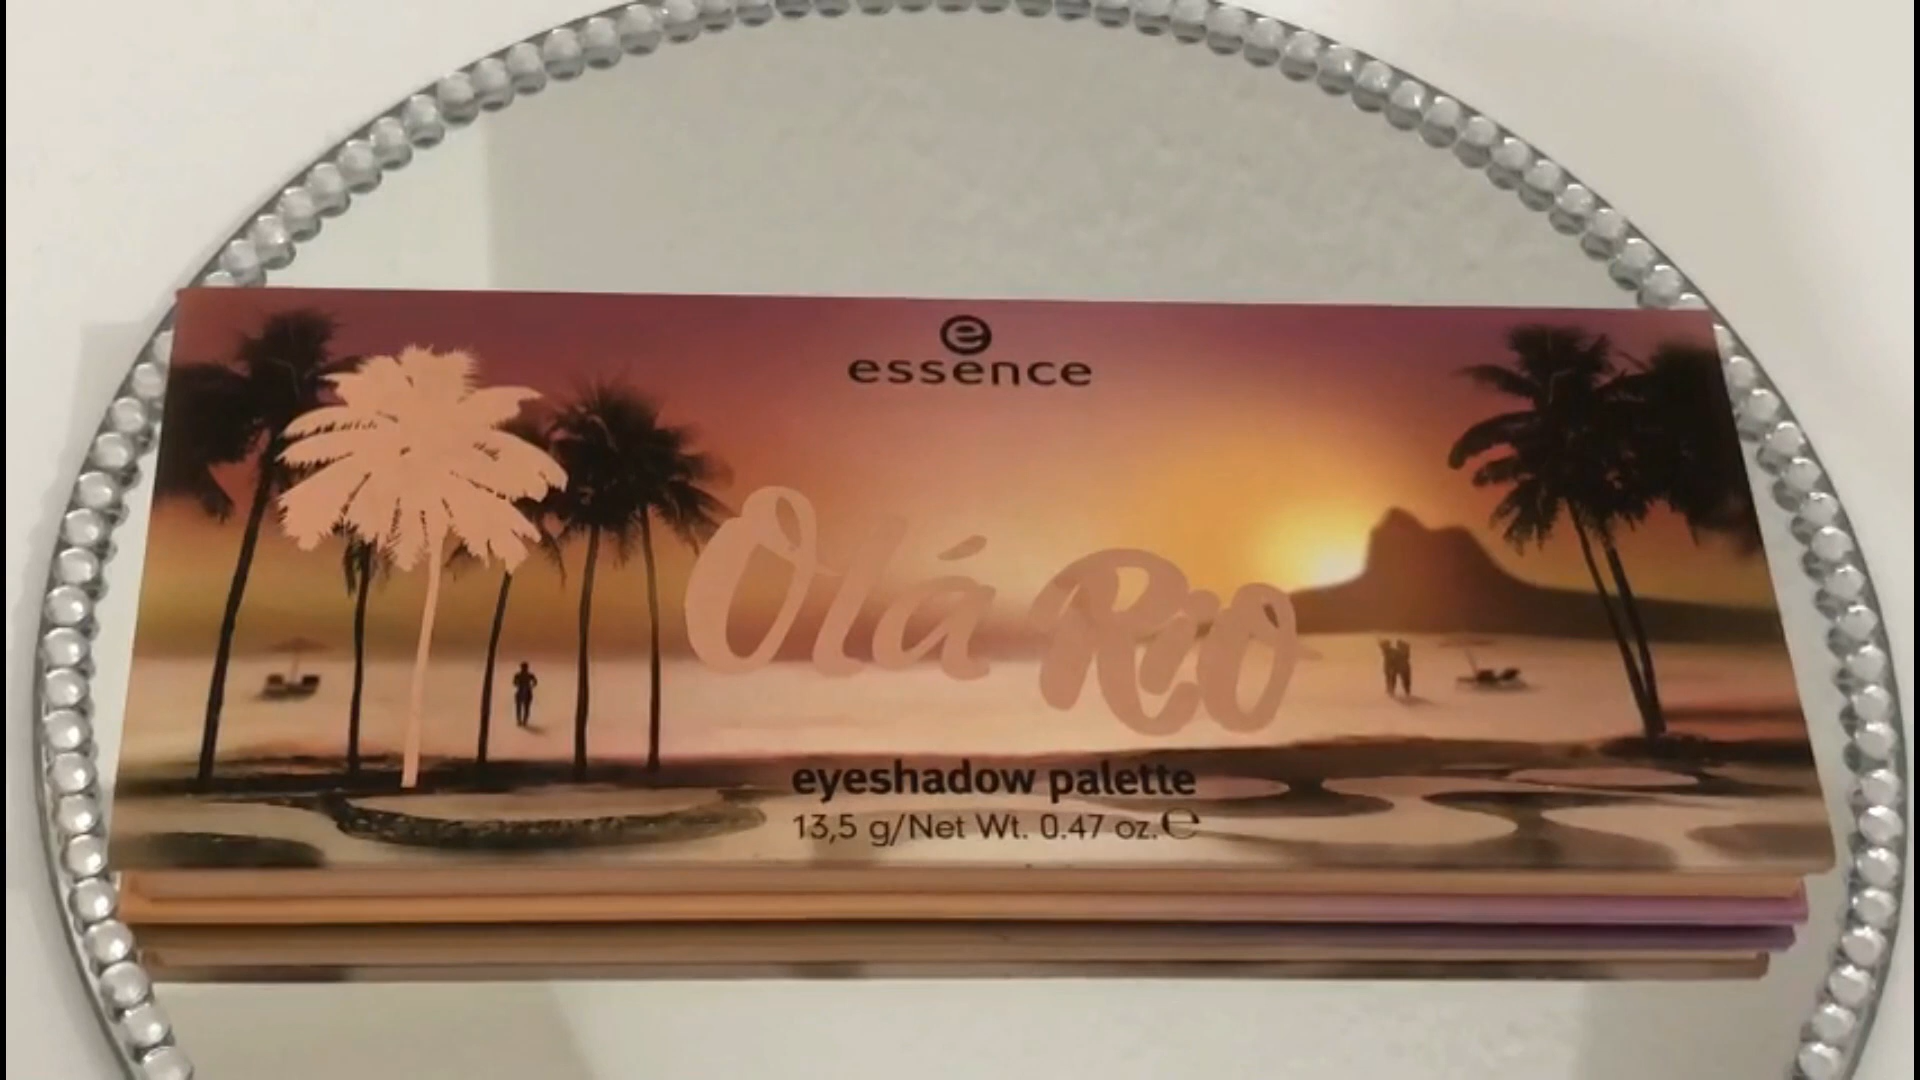 e
essence
Olá Rio
eyeshadow palette
13,5 g/Net Wt. 0.47 oz.℮